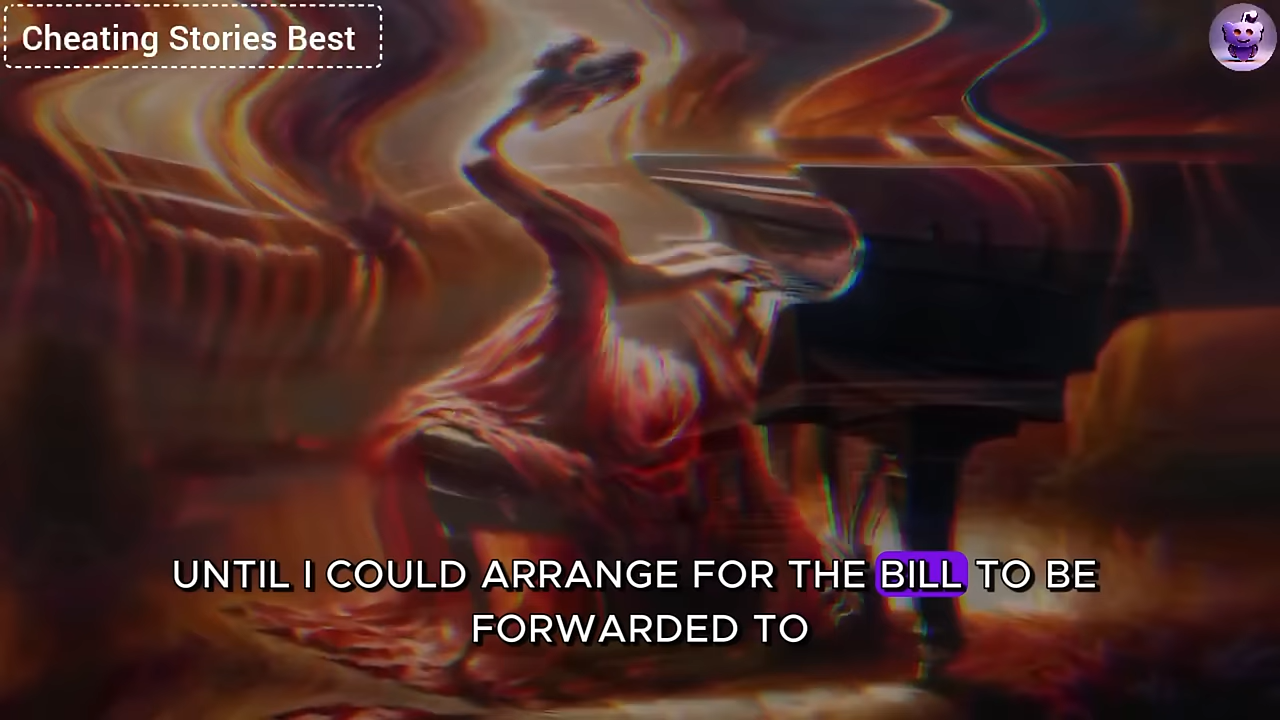 Cheating Stories Best
UNTIL I COULD ARRANGE FOR THE BILL TO BE
FORWARDED TO